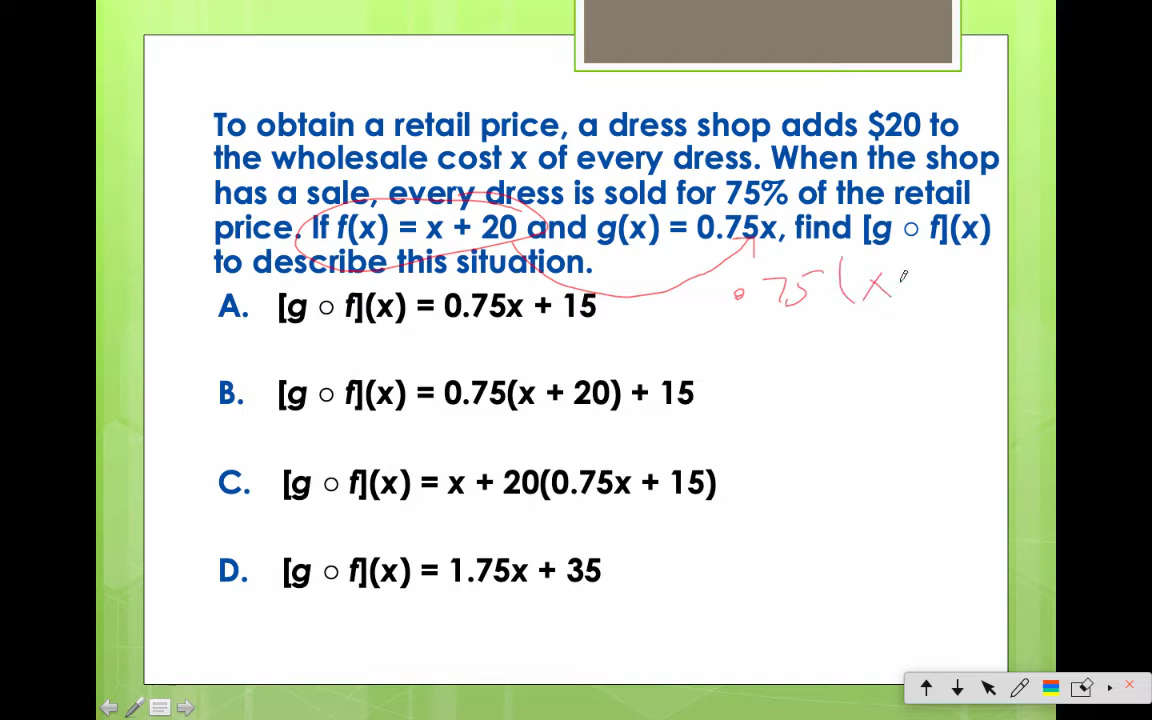 To obtain a retail price, a dress shop adds $20 to
the wholesale cost x of every dress. When the shop
has a sale, every dress is sold for 75% of the retail
price. If f(x) = x + 20 and g(x) = 0.75x, find [g ○ f](x)
to describe this situation.
.75(x
A. [g ○ f](x) = 0.75x + 15
B. [g ○ f](x) = 0.75(x + 20) + 15
C. [g ○ f](x) = x + 20(0.75x + 15)
D. [g ○ f](x) = 1.75x + 35